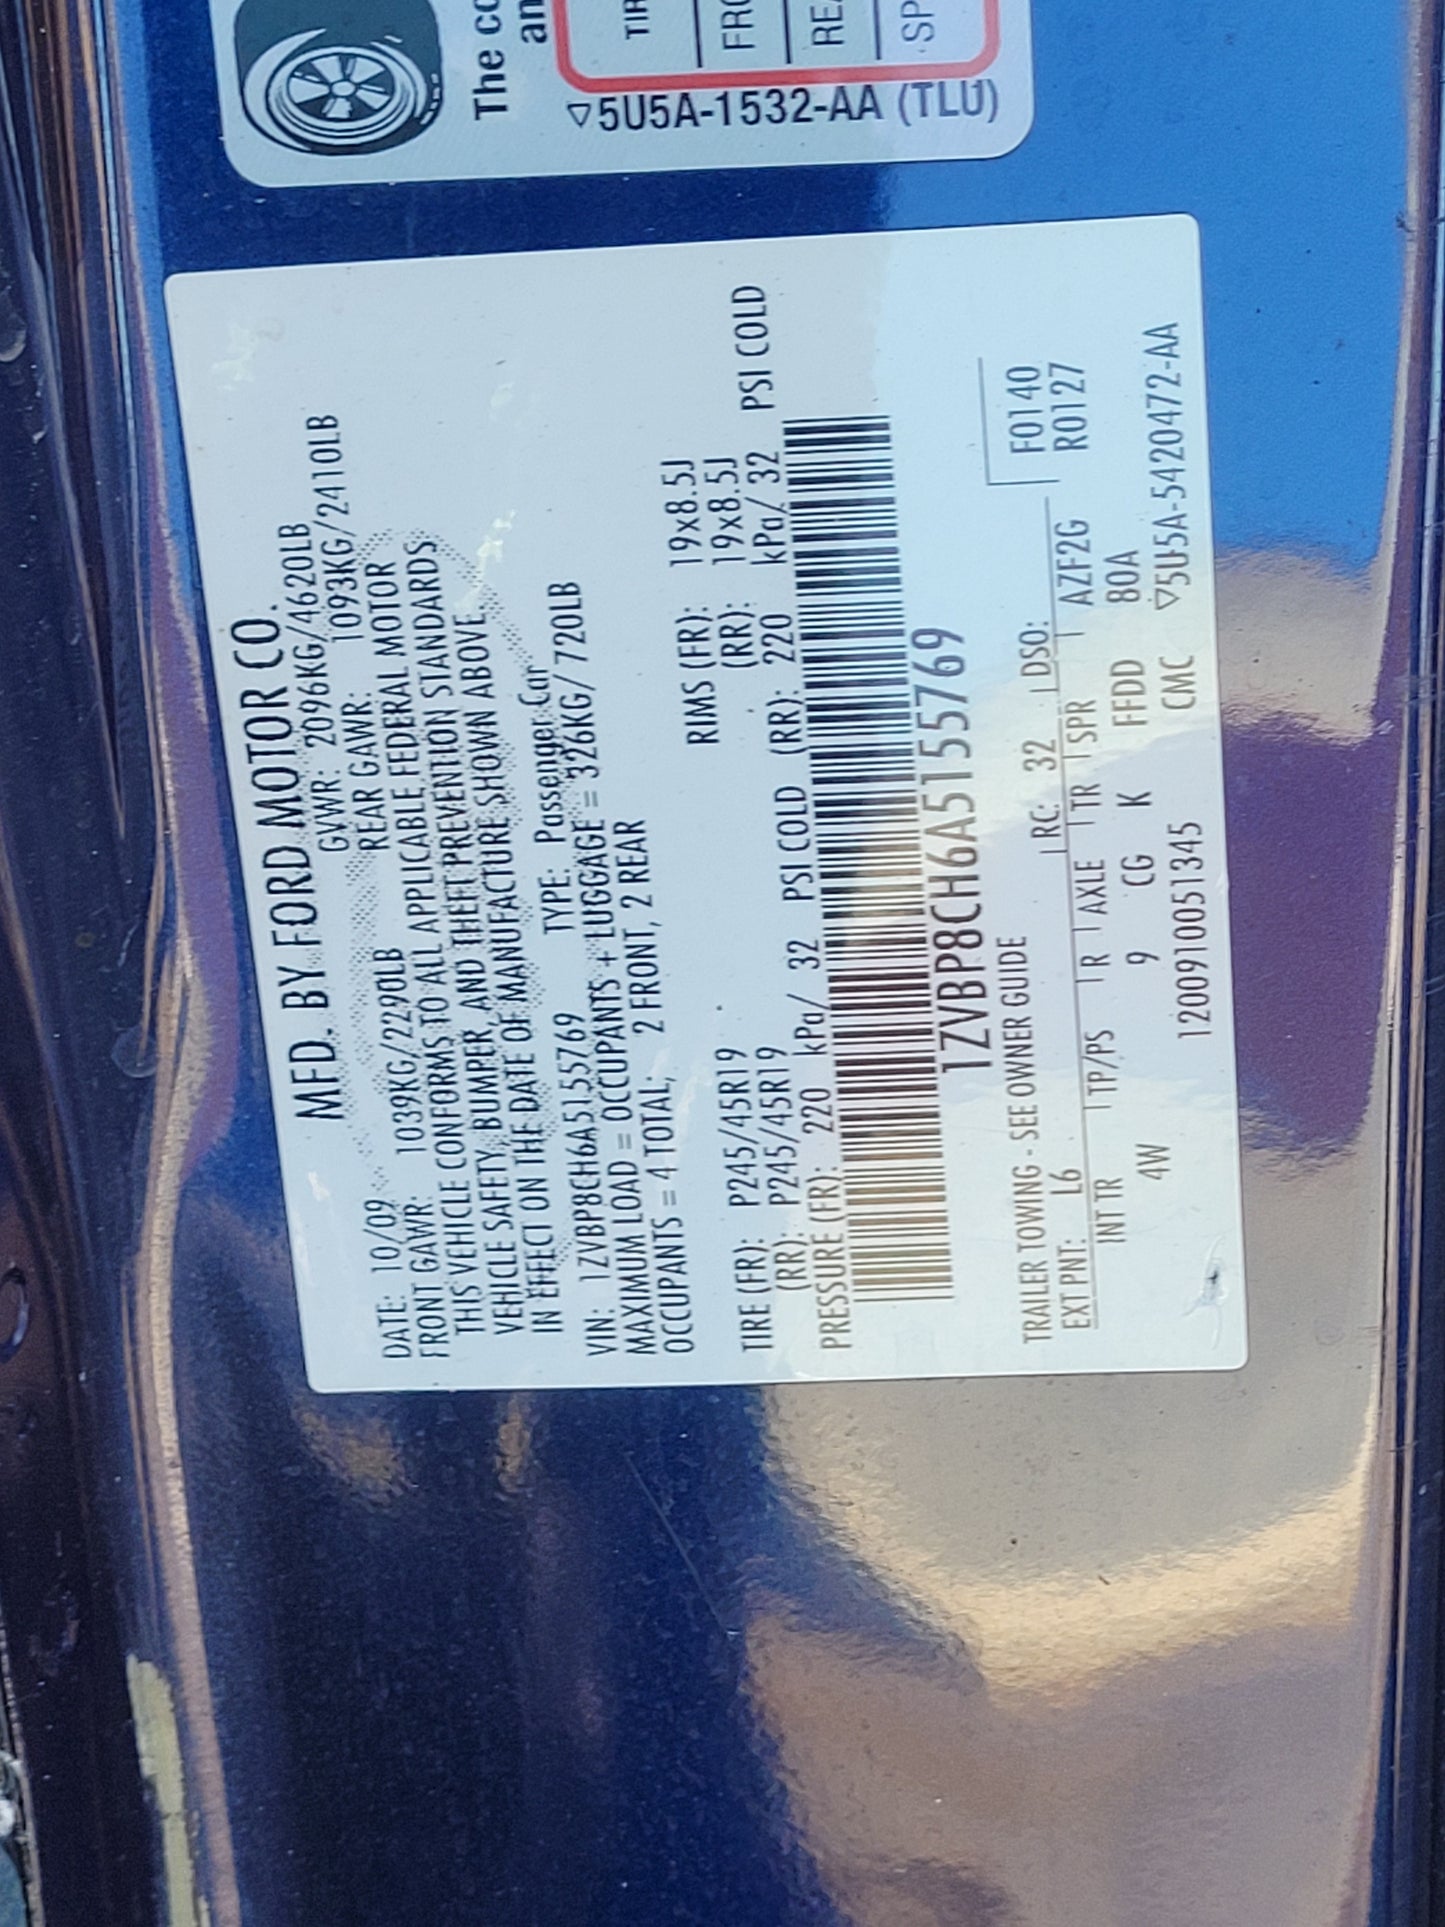 MFD. BY FORD MOTOR CO.
DATE: 10/09 GVWR: 2096KG/4620LB
FRONT GAWR: 1039KG/2290LB REAR GAWR: 1093KG/2410LB
THIS VEHICLE CONFORMS TO ALL APPLICABLE FEDERAL MOTOR
VEHICLE SAFETY, BUMPER, AND THEFT PREVENTION STANDARDS
IN EFFECT ON THE DATE OF MANUFACTURE SHOWN ABOVE.
VIN: 1ZVBP8CH6A5155769 TYPE: Passenger Car
MAXIMUM LOAD = OCCUPANTS + LUGGAGE = 326KG/720LB
OCCUPANTS = 4 TOTAL, 2 FRONT, 2 REAR
TIRE (FR): P245/45R19 RIMS (FR): 19x8.5J
(RR): P245/45R19 (RR): 19x8.5J
PRESSURE (FR): 220 kPa/ 32 PSI COLD (RR): 220 kPa/ 32 PSI COLD
1ZVBP8CH6A5155769
TRAILER TOWING - SEE OWNER GUIDE
F0140
R0127
EXT PNT: L6 RC: 32 DSO:
INT TR TP/PS R AXLE TR SPR AZF2G
4W 9 CG K FFDD 80A
1200910051345 CMC ▽5U5A-5420472-AA
The co
an
TIR
FRO
REA
SP
▽5U5A-1532-AA (TLU)